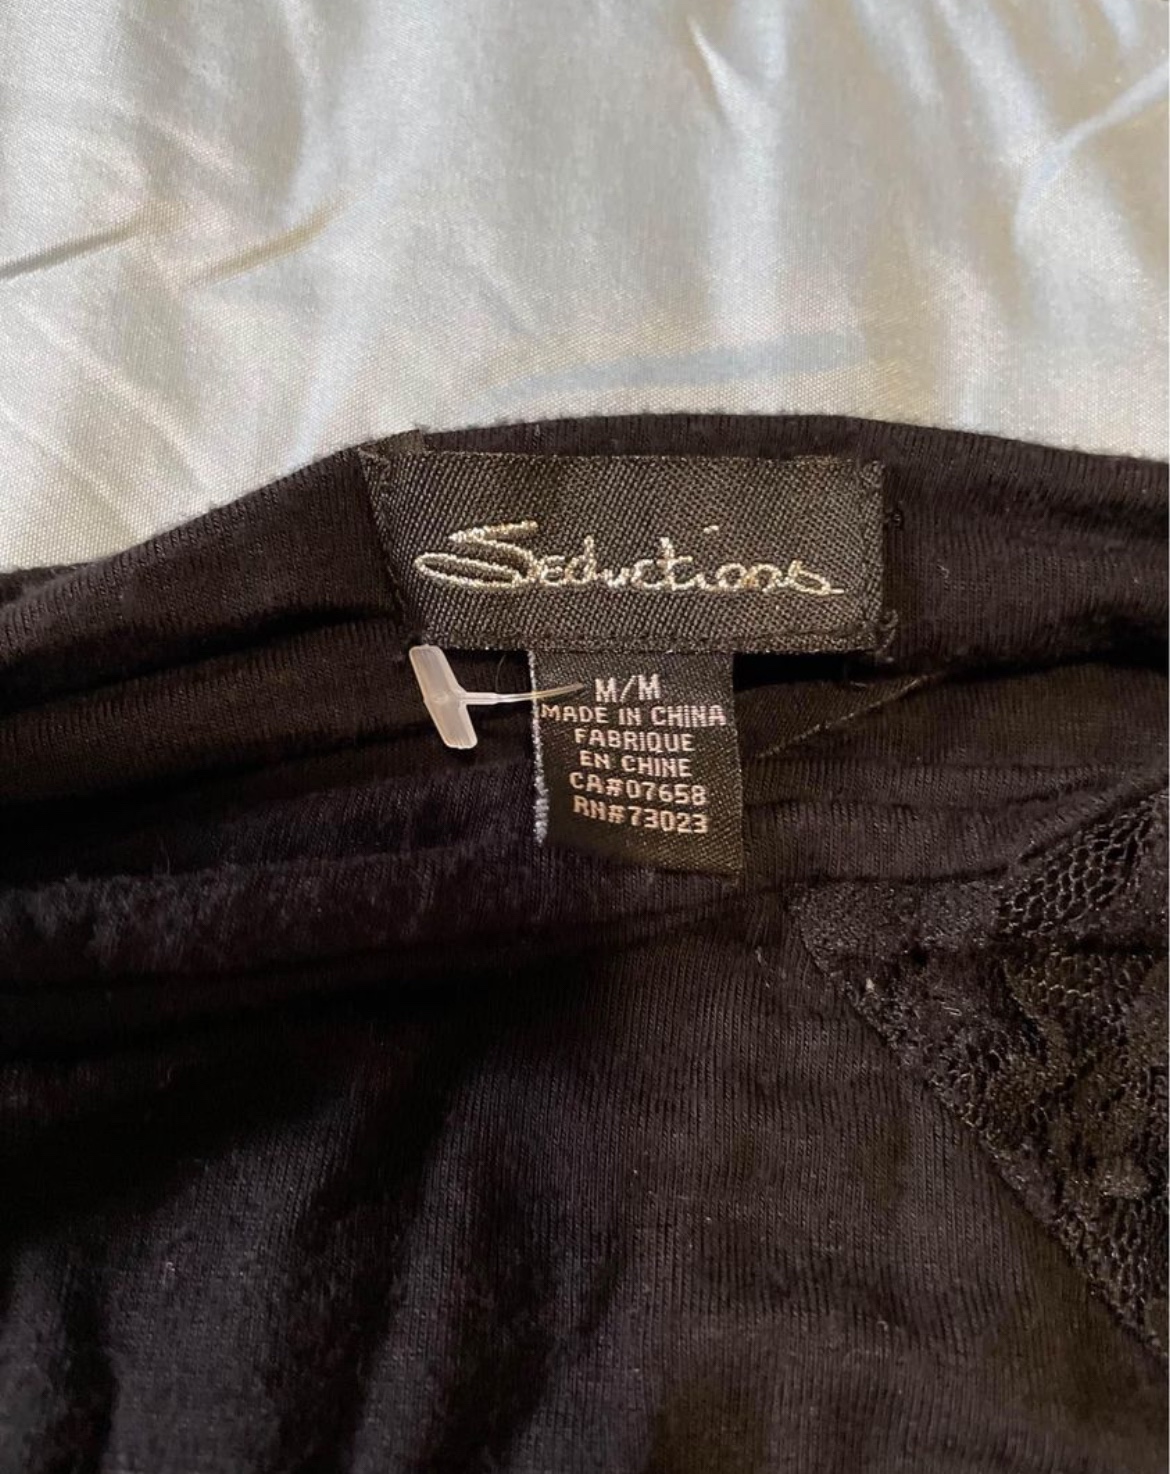 Seductions
M/M
MADE IN CHINA
FABRIQUE
EN CHINE
CA#07658
RN#73023